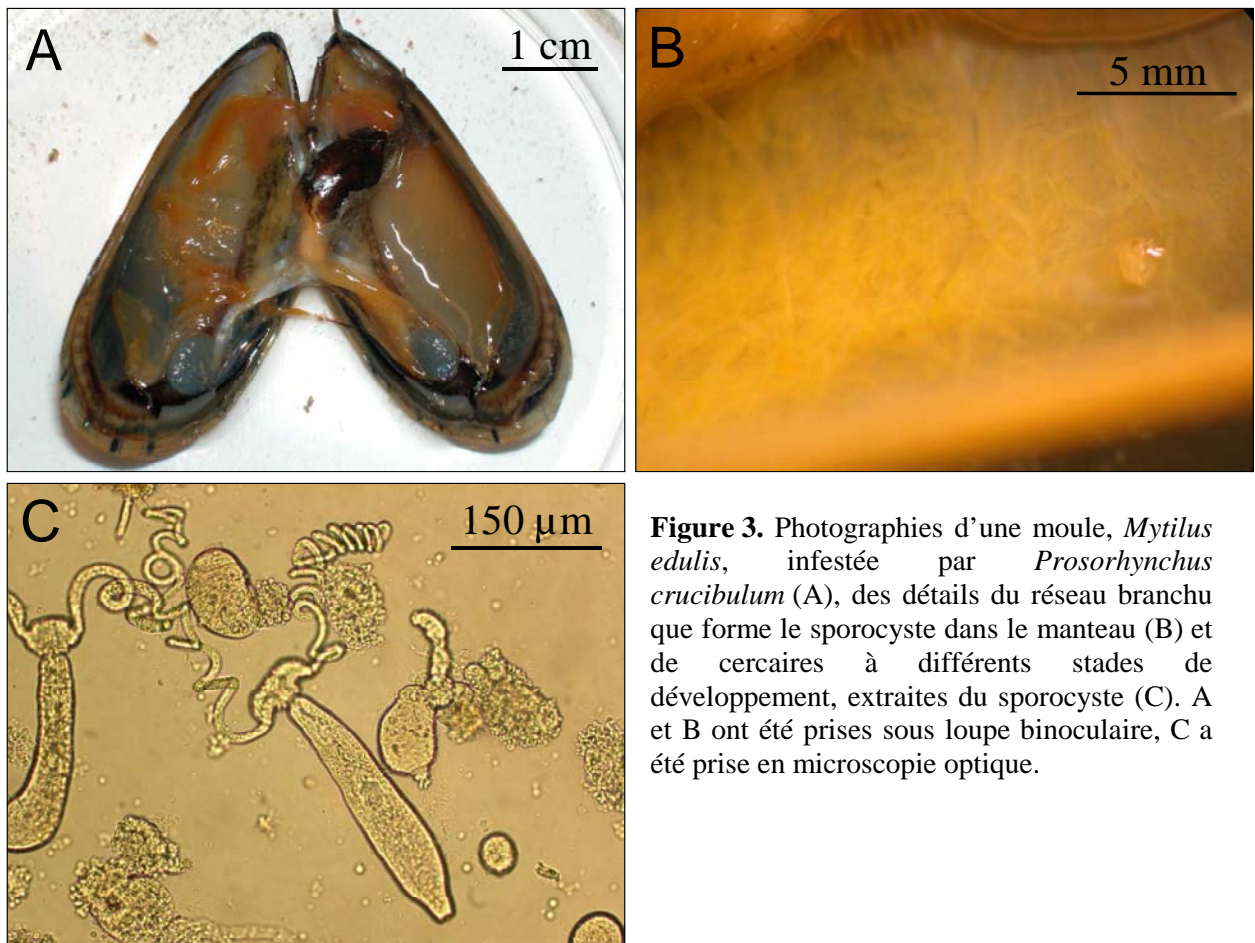 A
1 cm
B
5 mm
C
150 µm
Figure 3. Photographies d'une moule, Mytilus
edulis, infestée par Prosorhynchus
crucibulum (A), des détails du réseau branchu
que forme le sporocyste dans le manteau (B) et
de cercaires à différents stades de
développement, extraites du sporocyste (C). A
et B ont été prises sous loupe binoculaire, C a
été prise en microscopie optique.